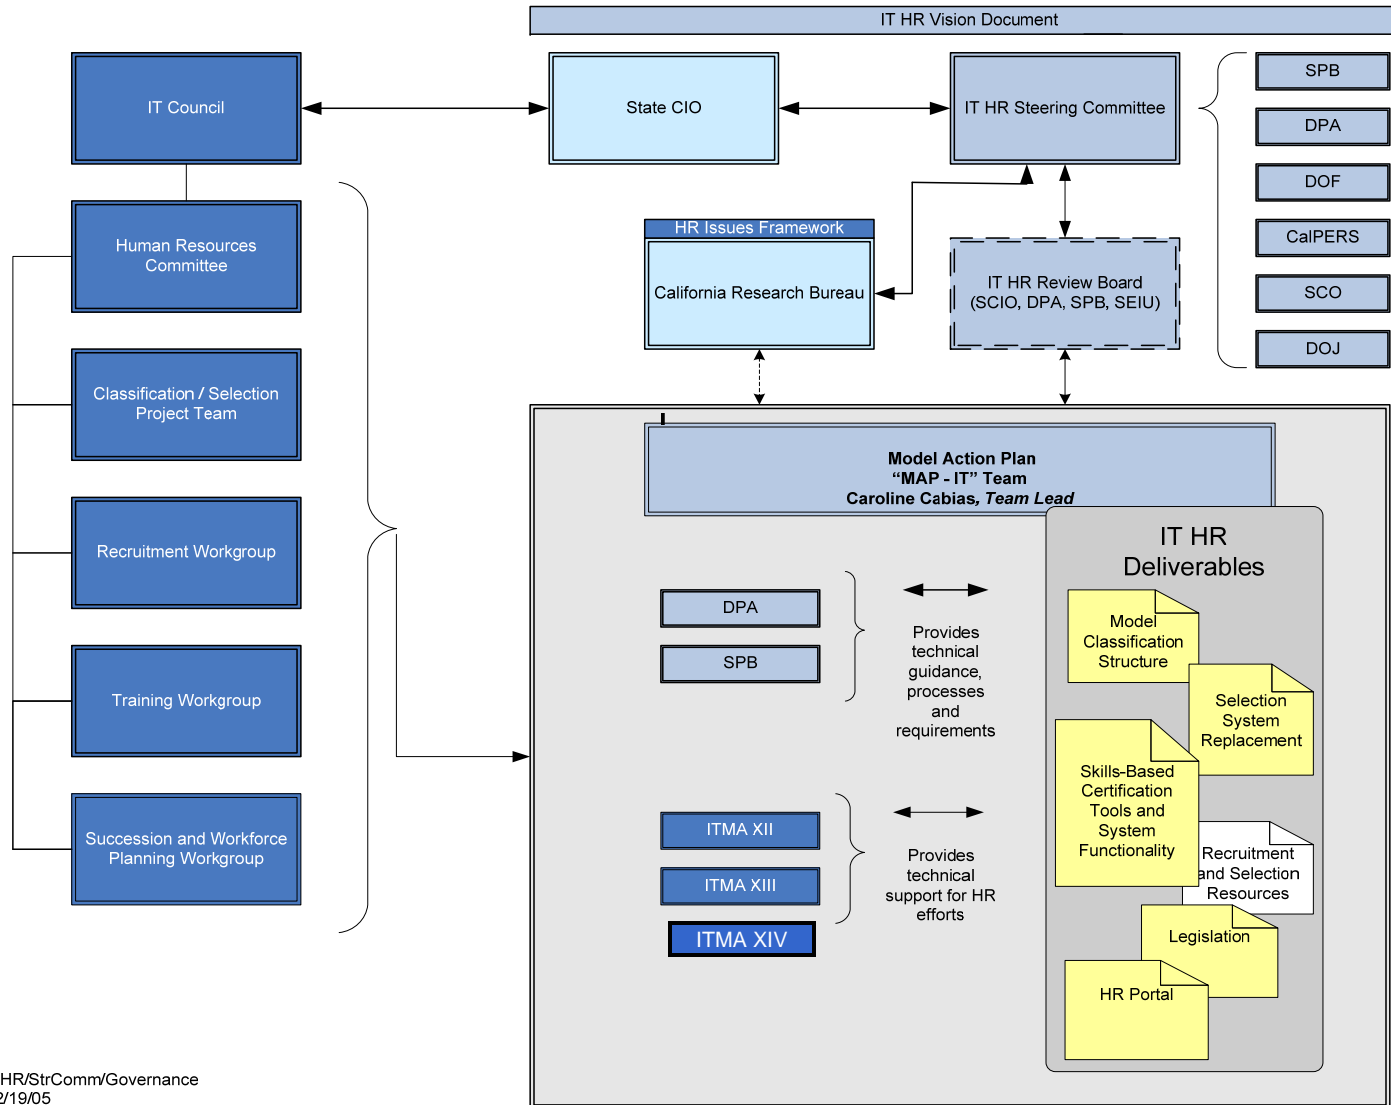 IT HR Vision Document
IT Council
State CIO
IT HR Steering Committee
SPB
DPA
DOF
CalPERS
SCO
DOJ
Human Resources
Committee
HR Issues Framework
California Research Bureau
IT HR Review Board
(SCIO, DPA, SPB, SEIU)
Classification / Selection
Project Team
Recruitment Workgroup
Training Workgroup
Succession and Workforce
Planning Workgroup
Model Action Plan
“MAP - IT” Team
Caroline Cabias, Team Lead
DPA
SPB
Provides
technical
guidance,
processes
and
requirements
ITMA XII
ITMA XIII
ITMA XIV
Provides
technical
support for HR
efforts
IT HR
Deliverables
Model
Classification
Structure
Selection
System
Replacement
Skills-Based
Certification
Tools and
System
Functionality
Recruitment
and Selection
Resources
Legislation
HR Portal
HR/StrComm/Governance
2/19/05